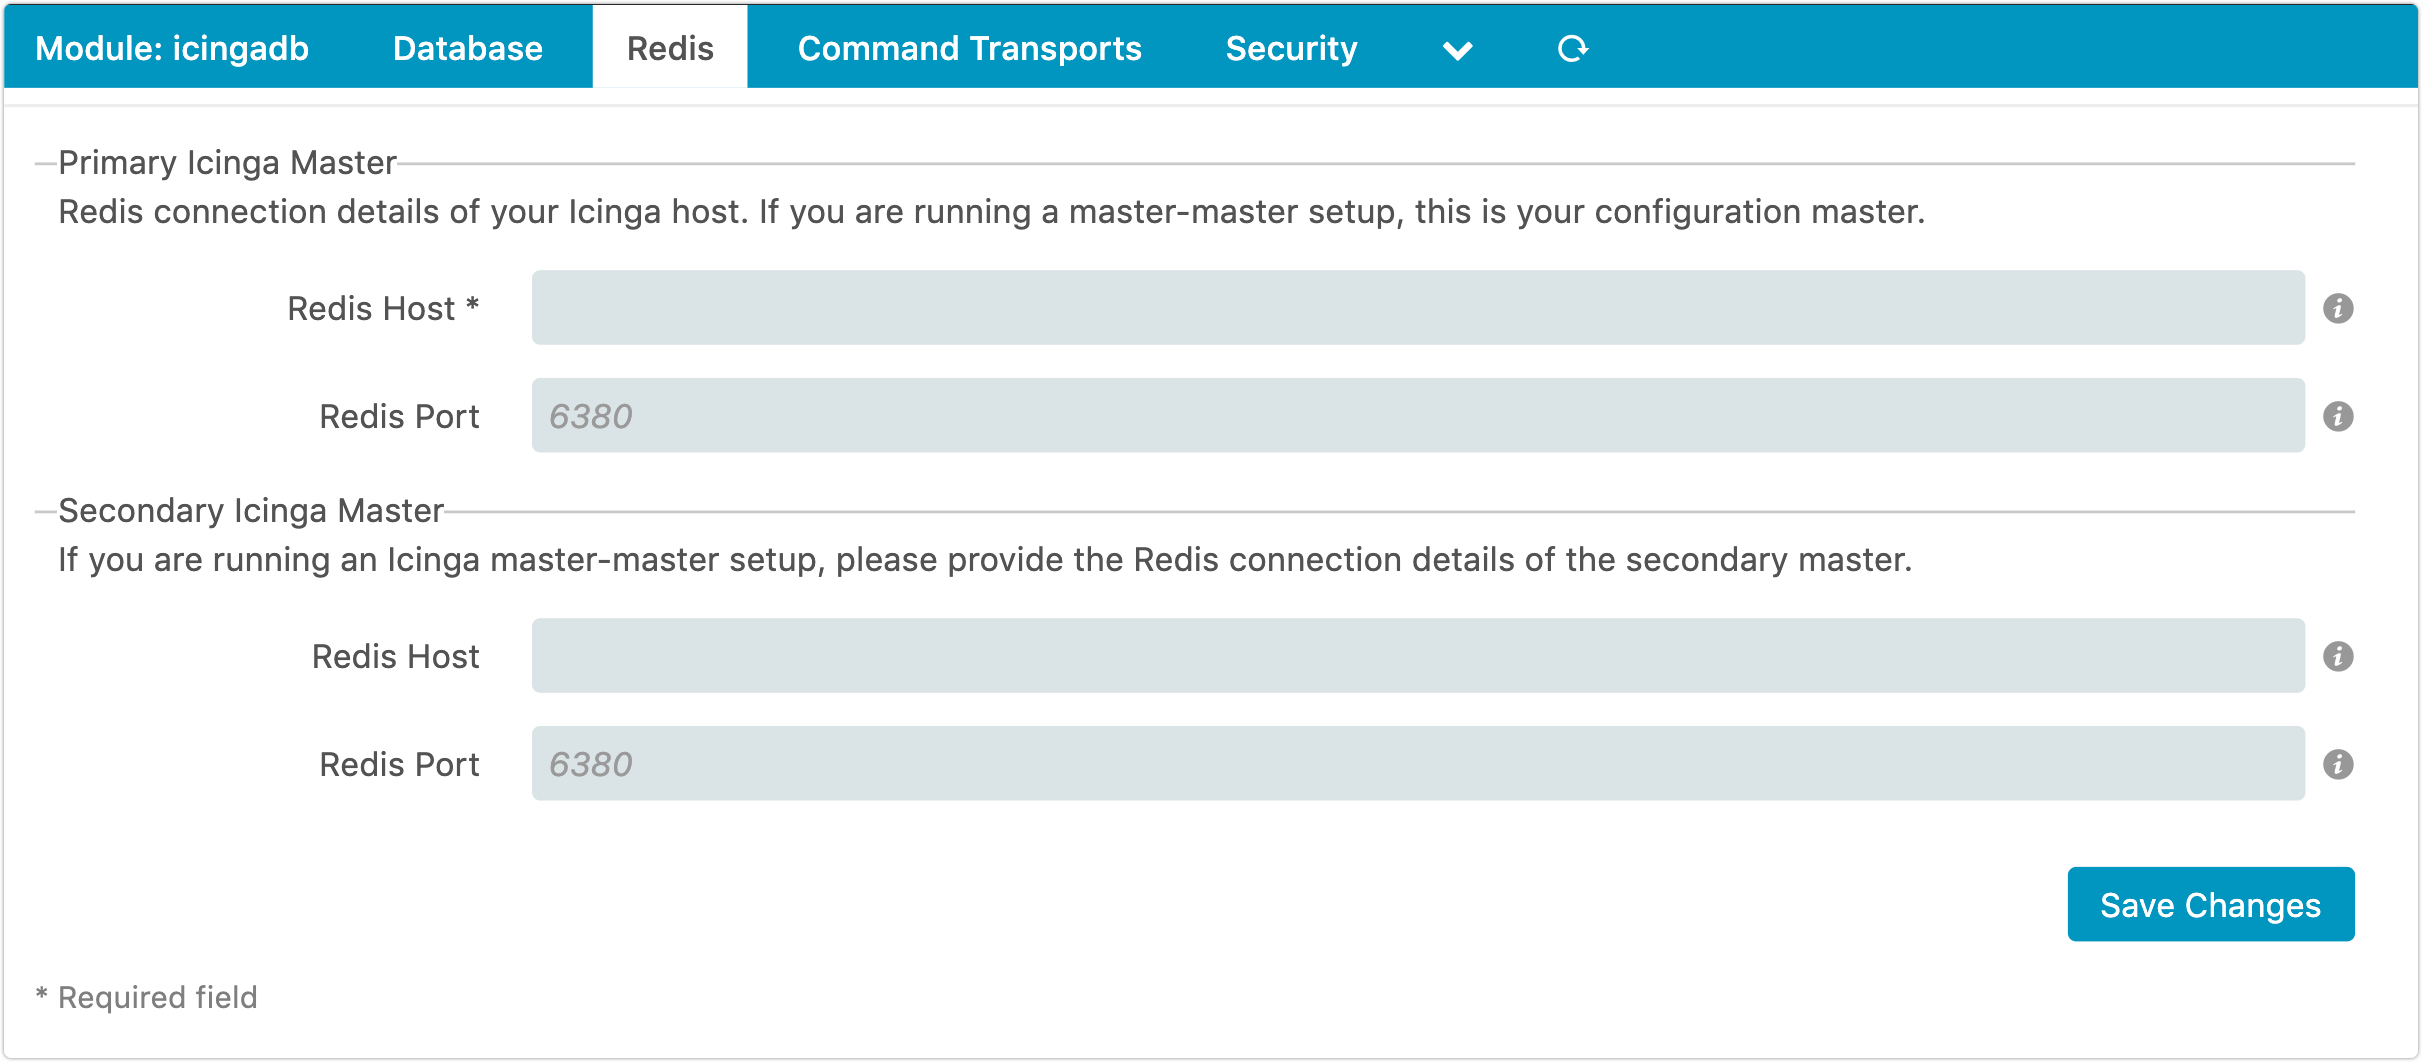 Module: icingadb Database Redis Command Transports Security
Primary Icinga Master
Redis connection details of your Icinga host. If you are running a master-master setup, this is your configuration master.
Redis Host *
Redis Port 6380
Secondary Icinga Master
If you are running an Icinga master-master setup, please provide the Redis connection details of the secondary master.
Redis Host
Redis Port 6380
Save Changes
* Required field